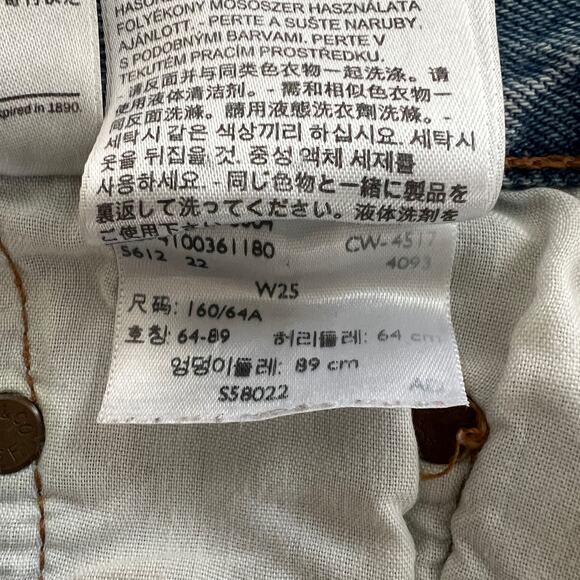 FOLYÉKONY MOSÓSZER HASZNÁLATA
AJÁNLOTT. PERTE A SUŠTE NARUBY,
S PODOBNÝMI BARVAMI. PERTE V
TEKUTÉM PRACÍM PROSTŘEDKU.
请反面并与同类色衣物一起洗涤。请
使用液体清洁剂。- 需和相似色衣物一
同反面洗滌。請用液態洗衣劑洗滌。-
세탁시 같은 색상끼리 하십시요. 세탁시
옷을 뒤집을 것. 중성 액체 세제를
사용하세요. - 同じ色物と一緒に製品を
裏返して洗ってください。液体洗剤を
使用
spired in 1890.
100361180
CW-4517
5612 22
4093
W25
尺码: 160/64A
호칭: 64-89 허리둘레: 64 cm
엉덩이둘레: 89 cm
S58022